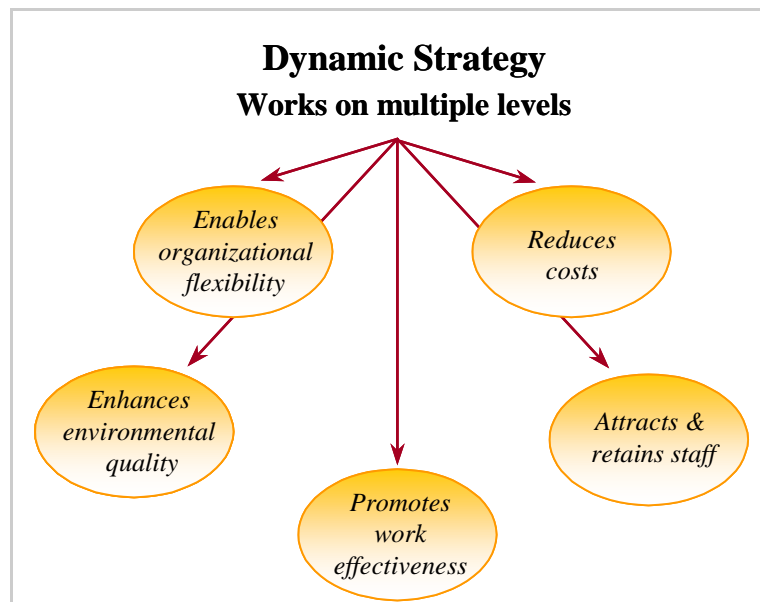 Dynamic Strategy
Works on multiple levels
Enables
organizational
flexibility
Reduces
costs
Enhances
environmental
quality
Attracts &
retains staff
Promotes
work
effectiveness